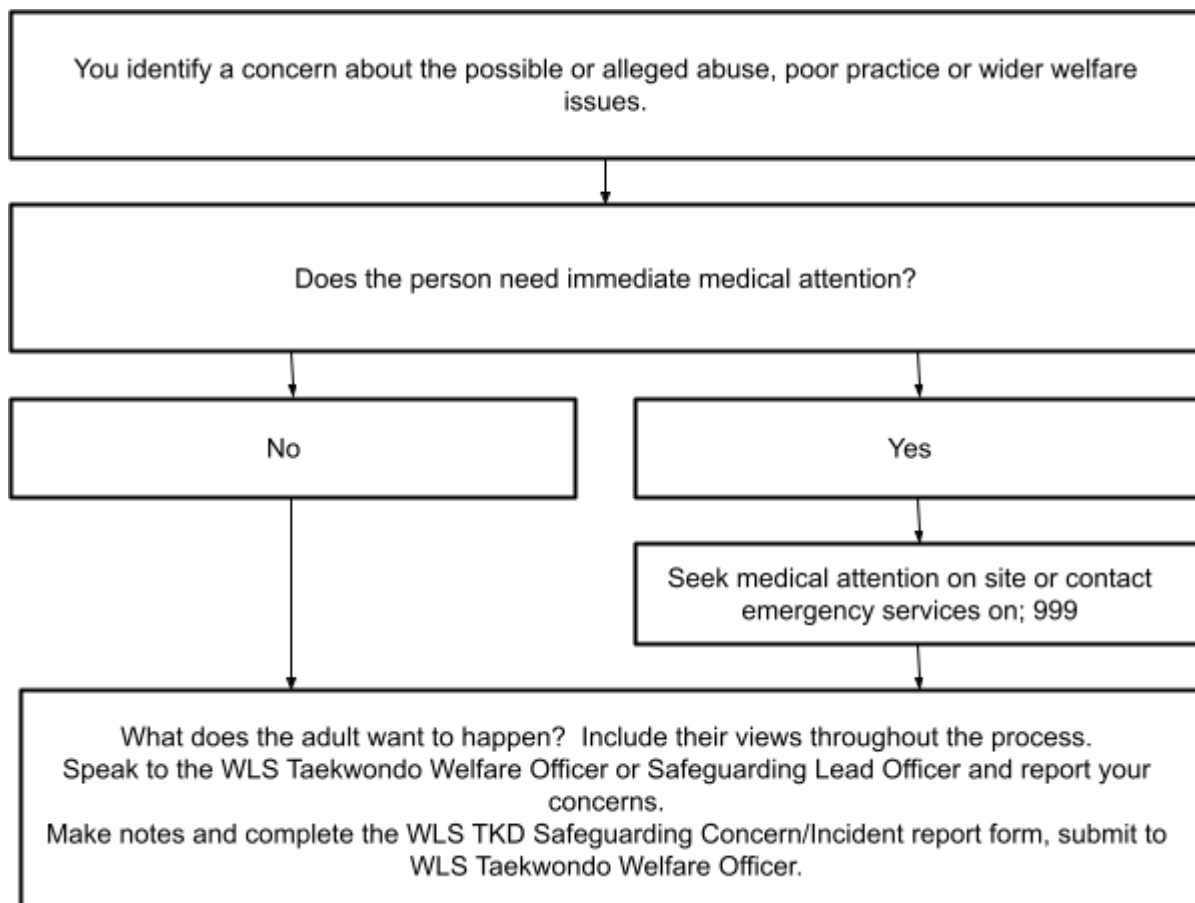 You identify a concern about the possible or alleged abuse, poor practice or wider welfare
issues.
Does the person need immediate medical attention?
No
Yes
Seek medical attention on site or contact
emergency services on; 999
What does the adult want to happen?  Include their views throughout the process.
Speak to the WLS Taekwondo Welfare Officer or Safeguarding Lead Officer and report your
concerns.
Make notes and complete the WLS TKD Safeguarding Concern/Incident report form, submit to
WLS Taekwondo Welfare Officer.